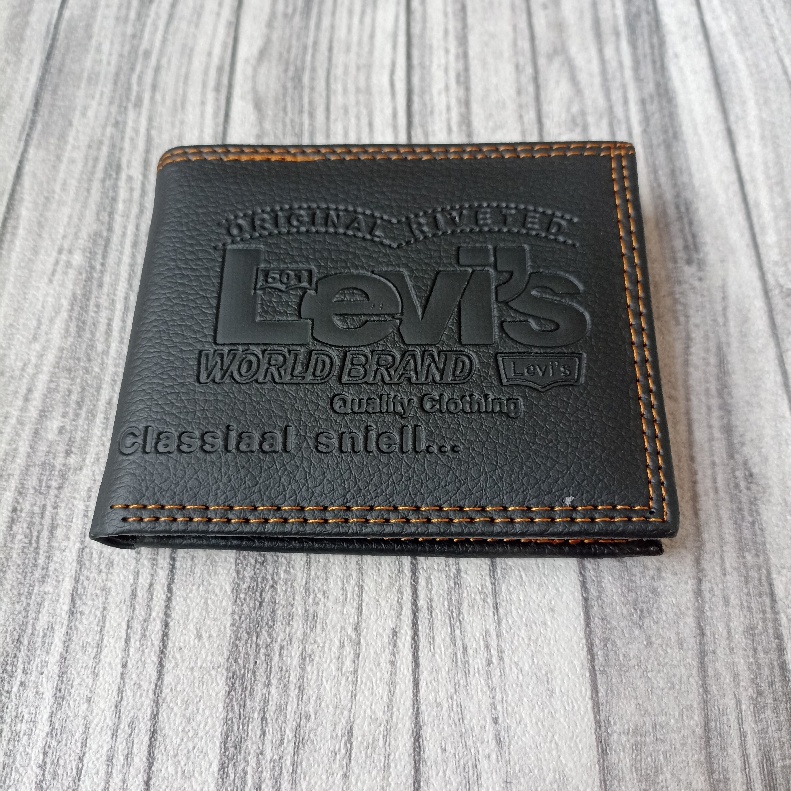 ORIGINAL RIVETED
501
Levi's
WORLD BRAND
Levi's
Quality Clothing
Classiaal sniell...